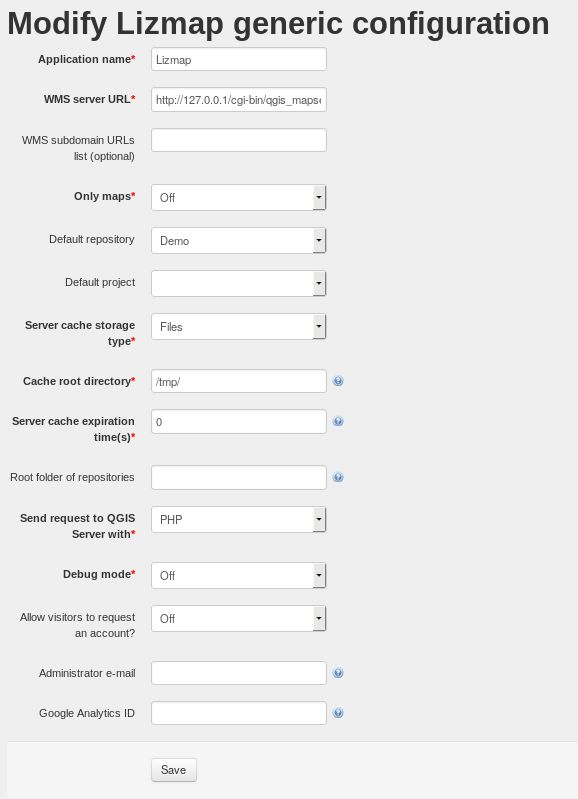 Modify Lizmap generic configuration
Application name* Lizmap
WMS server URL* http://127.0.0.1/cgi-bin/qgis_mapse
WMS subdomain URLs
list (optional)
Only maps* Off
Default repository Demo
Default project
Server cache storage
type* Files
Cache root directory* /tmp/
Server cache expiration
time(s)* 0
Root folder of repositories
Send request to QGIS
Server with* PHP
Debug mode* Off
Allow visitors to request
an account? Off
Administrator e-mail
Google Analytics ID
Save